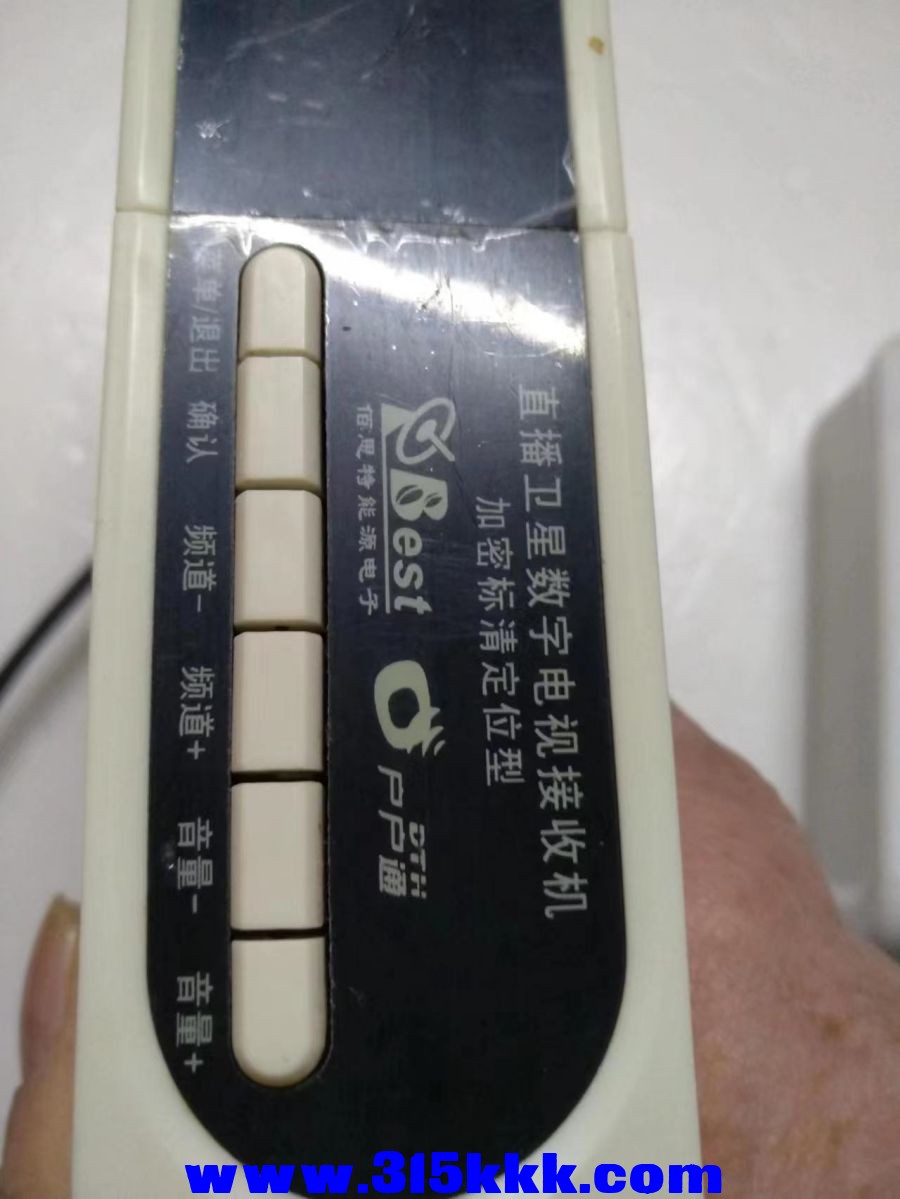 直播卫星数字电视接收机
加密标清定位型
Best
佰思特能源电子
DTH
户户通
单/退出
确认
频道-
频道+
音量-
音量+
www.315kkk.com